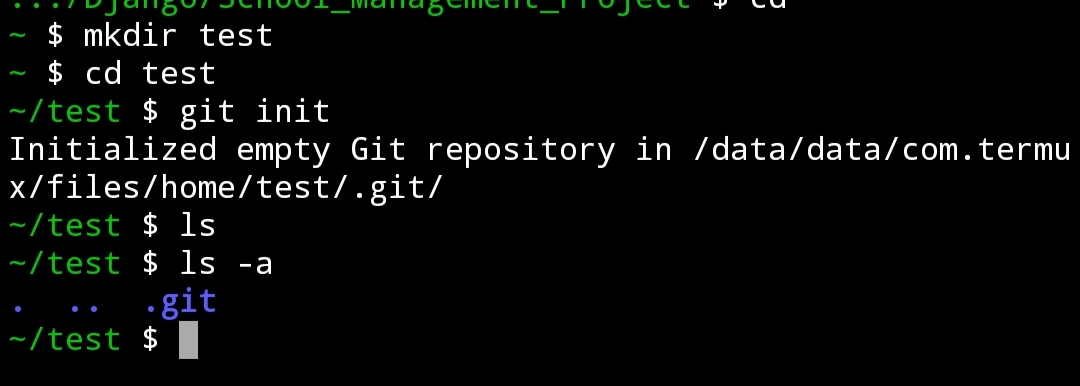 .../Django/School_Management_Project $ cd
~ $ mkdir test
~ $ cd test
~/test $ git init
Initialized empty Git repository in /data/data/com.termu
x/files/home/test/.git/
~/test $ ls
~/test $ ls -a
.  ..  .git
~/test $